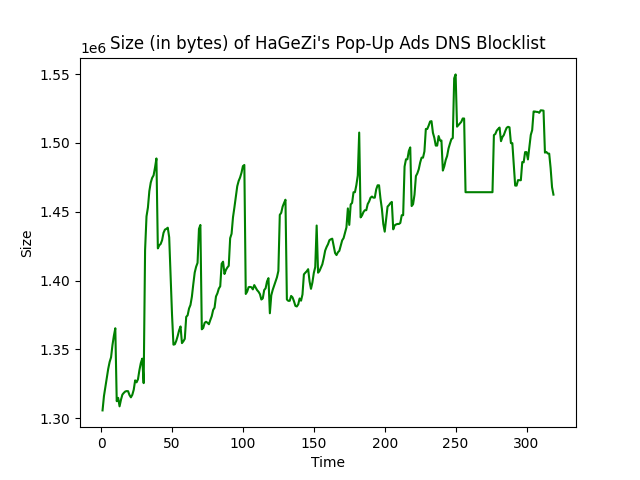 1e6
Size (in bytes) of HaGeZi's Pop-Up Ads DNS Blocklist
1.55
1.50
1.45
1.40
1.35
1.30
Size
0 50 100 150 200 250 300
Time